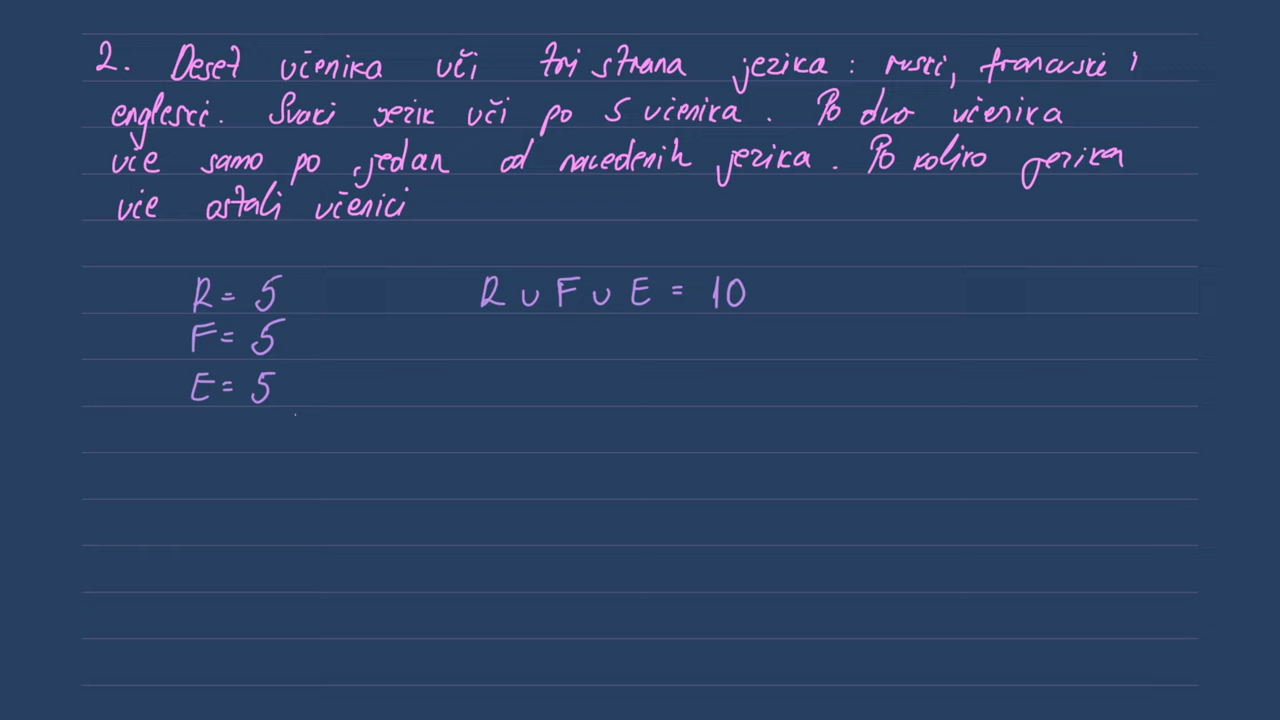 2. Deset učenika uči tri strana jezika : ruski, francuski i
engleski. Svaki jezik uči po 5 učenika. Po dva učenika
uče samo po jedan od navedenih jezika. Po koliko jezika
uče ostali učenici
R = 5 R ∪ F ∪ E = 10
F = 5
E = 5